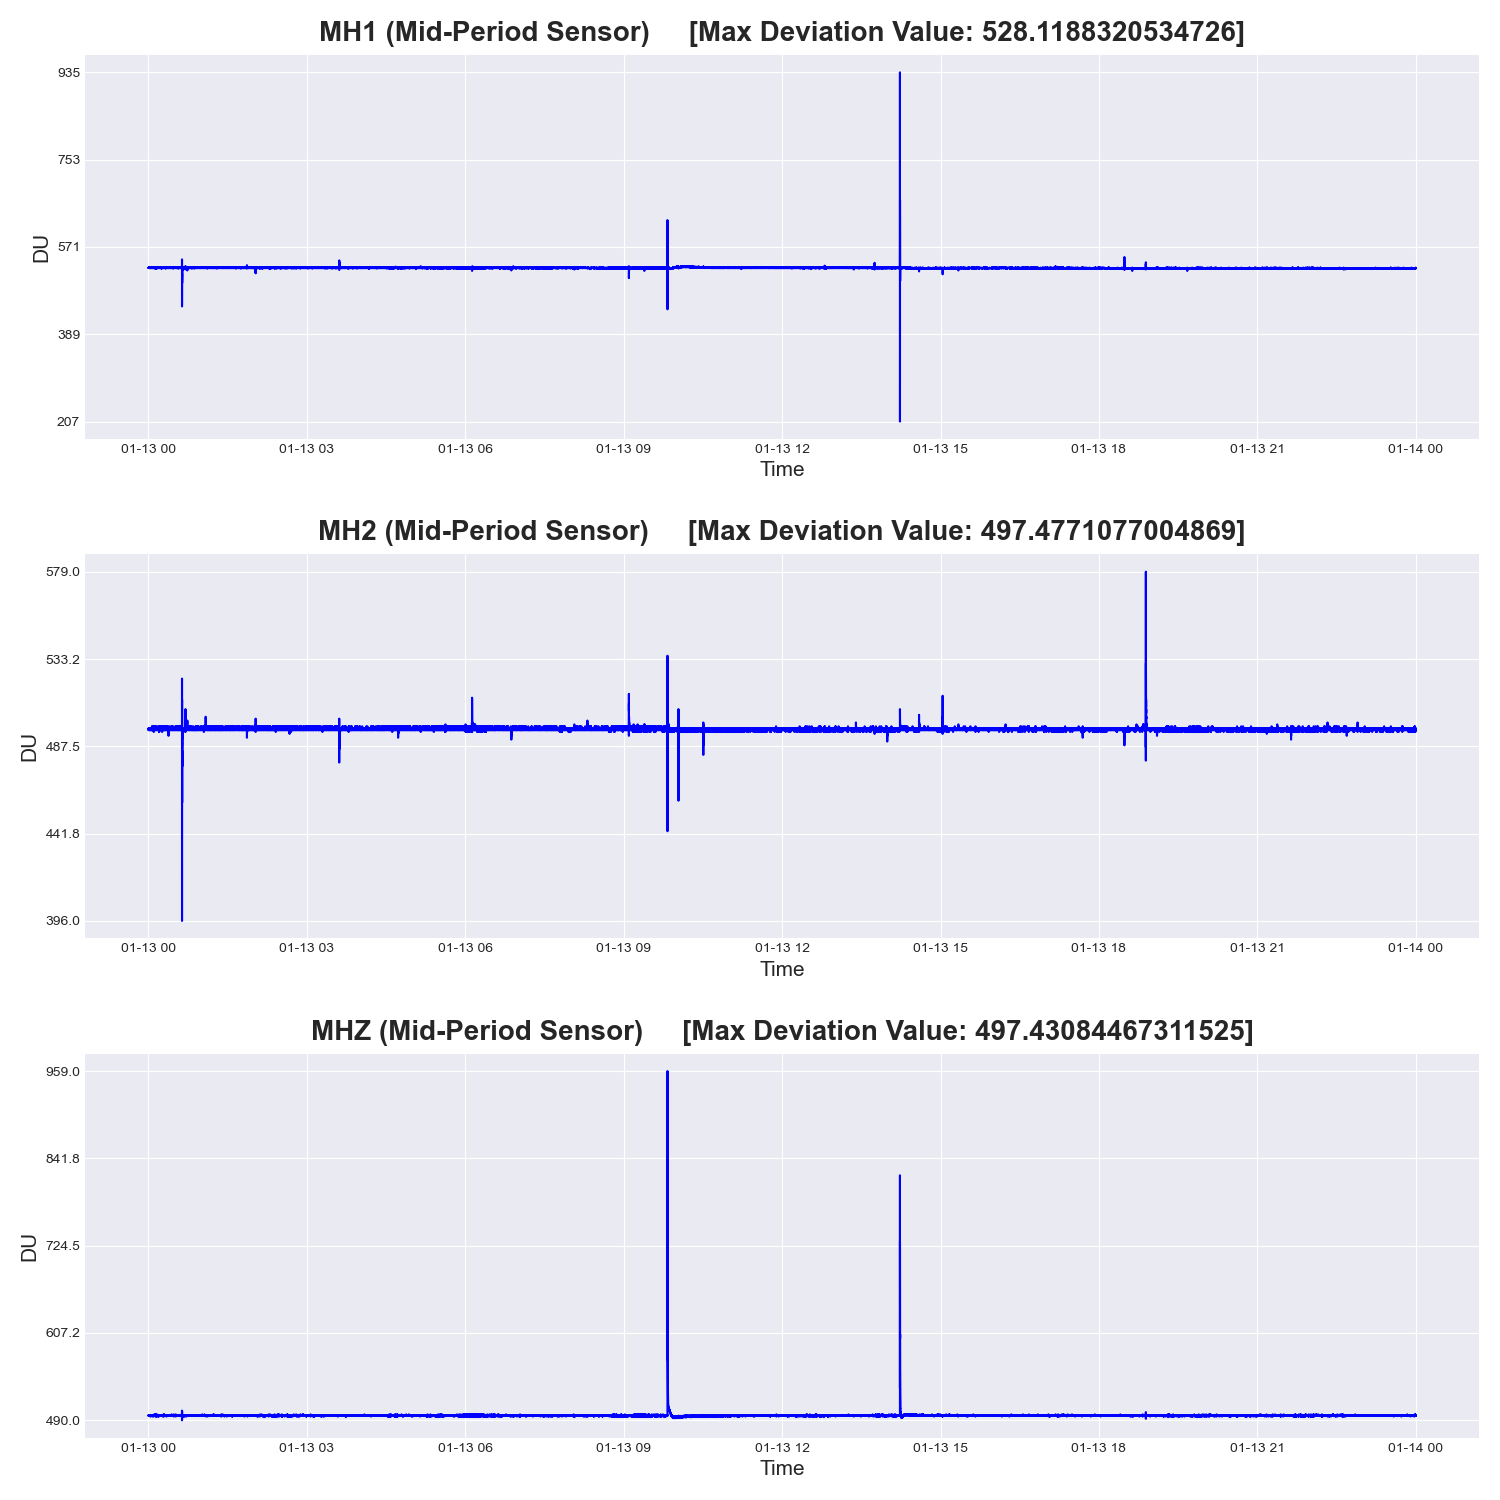 MH1 (Mid-Period Sensor) [Max Deviation Value: 528.1188320534726]
935
753
571
389
207
DU
01-13 00 01-13 03 01-13 06 01-13 09 01-13 12 01-13 15 01-13 18 01-13 21 01-14 00
Time
MH2 (Mid-Period Sensor) [Max Deviation Value: 497.4771077004869]
579.0
533.2
487.5
441.8
396.0
DU
01-13 00 01-13 03 01-13 06 01-13 09 01-13 12 01-13 15 01-13 18 01-13 21 01-14 00
Time
MHZ (Mid-Period Sensor) [Max Deviation Value: 497.43084467311525]
959.0
841.8
724.5
607.2
490.0
DU
01-13 00 01-13 03 01-13 06 01-13 09 01-13 12 01-13 15 01-13 18 01-13 21 01-14 00
Time